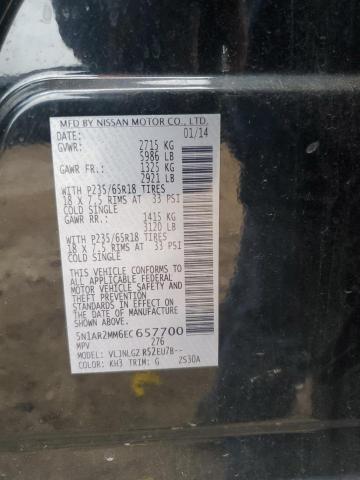 MFD BY NISSAN MOTOR CO., LTD.
DATE: 01/14
GVWR: 2715 KG
5986 LB
GAWR FR.: 1325 KG
2921 LB
WITH P235/65R18 TIRES
18 X 7.5 RIMS AT 33 PSI
COLD SINGLE
GAWR RR.: 1415 KG
3120 LB
WITH P235/65R18 TIRES
18 X 7.5 RIMS AT 33 PSI
COLD SINGLE
THIS VEHICLE CONFORMS TO
ALL APPLICABLE FEDERAL
MOTOR VEHICLE SAFETY
STANDARDS IN EFFECT ON THE
DATE OF MANUFACTURE
SHOWN ABOVE.
5N1AR2MM6EC657700
MPV 276
MODEL: VLJNLGZ R52EU7B--
COLOR: KH3 TRIM: G ZS30A